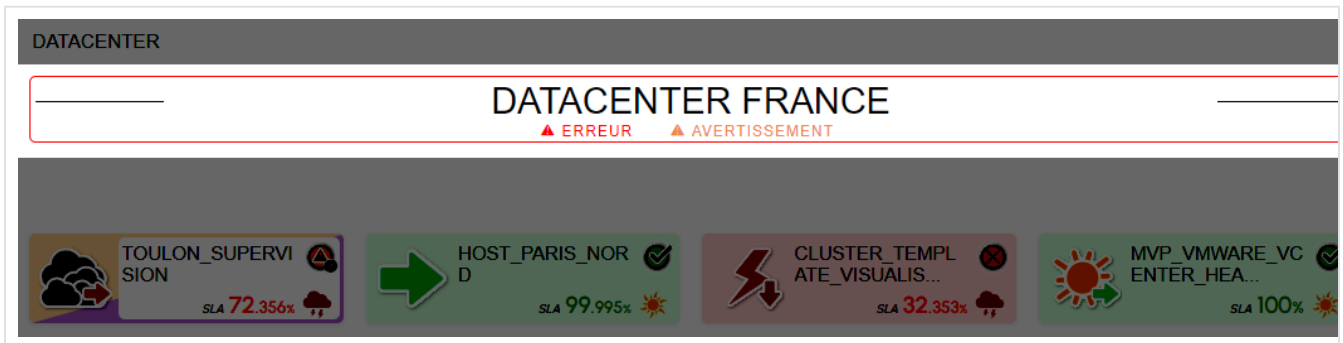 DATACENTER
DATACENTER FRANCE
ERREUR AVERTISSEMENT
TOULON_SUPERVI
SION
SLA 72.356%
HOST_PARIS_NOR
D
SLA 99.995%
CLUSTER_TEMPL
ATE_VISUALIS...
SLA 32.353%
MVP_VMWARE_VC
ENTER_HEA...
SLA 100%